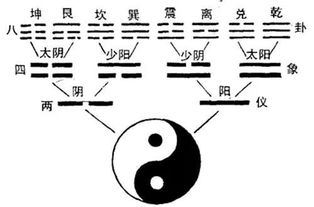 坤 艮 坎 巽 震 离 兑 乾
八 卦
太阴 少阳 少阴 太阳
四 象
阴 阳
两 仪